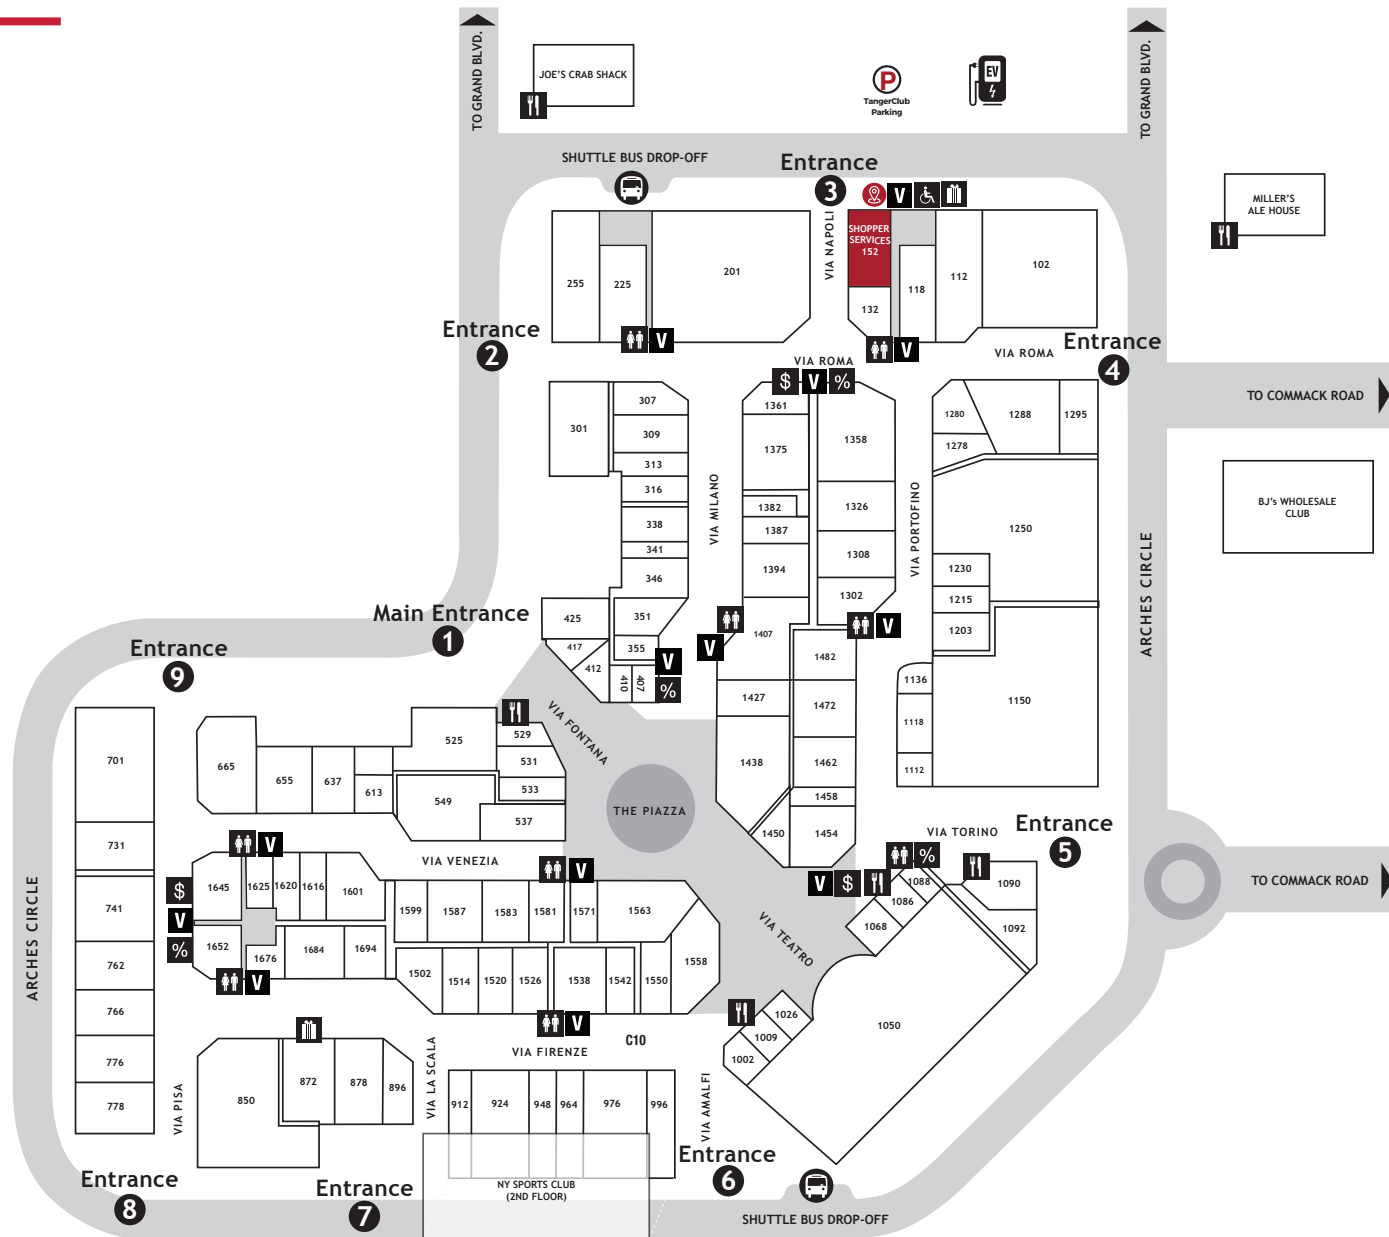 TO GRAND BLVD.
JOE'S CRAB SHACK
P
TangerClub
Parking
EV
TO GRAND BLVD.
SHUTTLE BUS DROP-OFF
Entrance
3
V
MILLER'S
ALE HOUSE
255
225
201
VIA NAPOLI
SHOPPER
SERVICES
152
132
118
112
102
V
V
Entrance
2
VIA ROMA
VIA ROMA
Entrance
4
$
V
%
TO COMMACK ROAD
301
307
309
313
316
338
341
346
351
355
VIA MILANO
1361
1375
1382
1387
1394
1407
1358
1326
1308
1302
VIA PORTOFINO
1280
1278
1288
1295
1250
1230
1215
1203
1150
1136
1118
1112
BJ's WHOLESALE
CLUB
ARCHES CIRCLE
Main Entrance
1
425
417
412
410
407
V
%
V
V
1482
1472
1462
1458
1454
1450
1427
1438
Entrance
9
701
731
741
762
766
776
778
665
655
637
613
525
549
529
531
533
537
VIA FONTANA
THE PIAZZA
VIA VENEZIA
VIA TORINO
Entrance
5
TO COMMACK ROAD
V
$
V
%
1645
1625
1620
1616
1601
1652
1676
1684
1694
V
V
1599
1587
1583
1581
1571
1563
1502
1514
1520
1526
1538
1542
1550
1558
V
VIA TEATRO
V
$
%
1088
1086
1068
1090
1092
1050
1026
1009
1002
ARCHES CIRCLE
VIA FIRENZE
C10
850
872
878
896
VIA PISA
VIA LA SCALA
912
924
948
964
976
996
VIA AMALFI
NY SPORTS CLUB
(2ND FLOOR)
Entrance
8
Entrance
7
Entrance
6
SHUTTLE BUS DROP-OFF